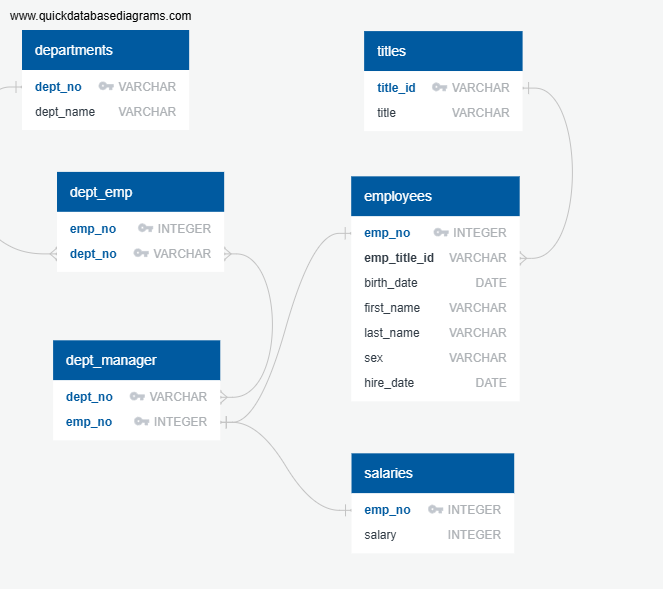 www.quickdatabasediagrams.com
departments
dept_no VARCHAR
dept_name VARCHAR
titles
title_id VARCHAR
title VARCHAR
dept_emp
emp_no INTEGER
dept_no VARCHAR
employees
emp_no INTEGER
emp_title_id VARCHAR
birth_date DATE
first_name VARCHAR
last_name VARCHAR
sex VARCHAR
hire_date DATE
dept_manager
dept_no VARCHAR
emp_no INTEGER
salaries
emp_no INTEGER
salary INTEGER